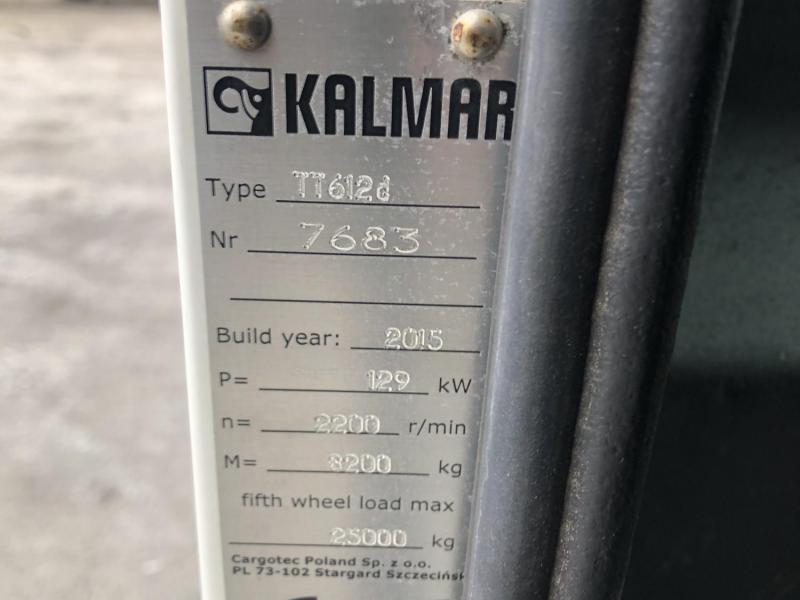 KALMAR
Type TT612d
Nr 7683
Build year: 2015
P= 129 kW
n= 2200 r/min
M= 8200 kg
fifth wheel load max
25000 kg
Cargotec Poland Sp. z o.o.
PL 73-102 Stargard Szczecińsk